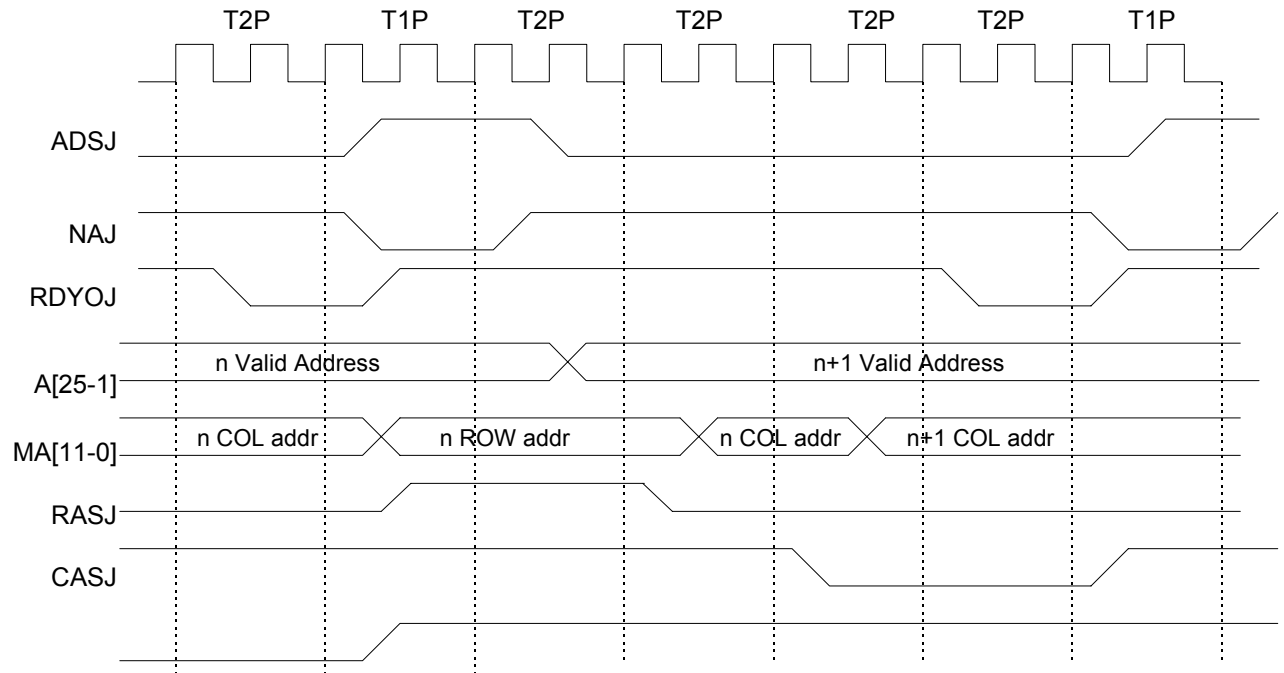 T2P T1P T2P T2P T2P T2P T1P
ADSJ
NAJ
RDYOJ
n Valid Address n+1 Valid Address
A[25-1]
n COL addr n ROW addr n COL addr n+1 COL addr
MA[11-0]
RASJ
CASJ